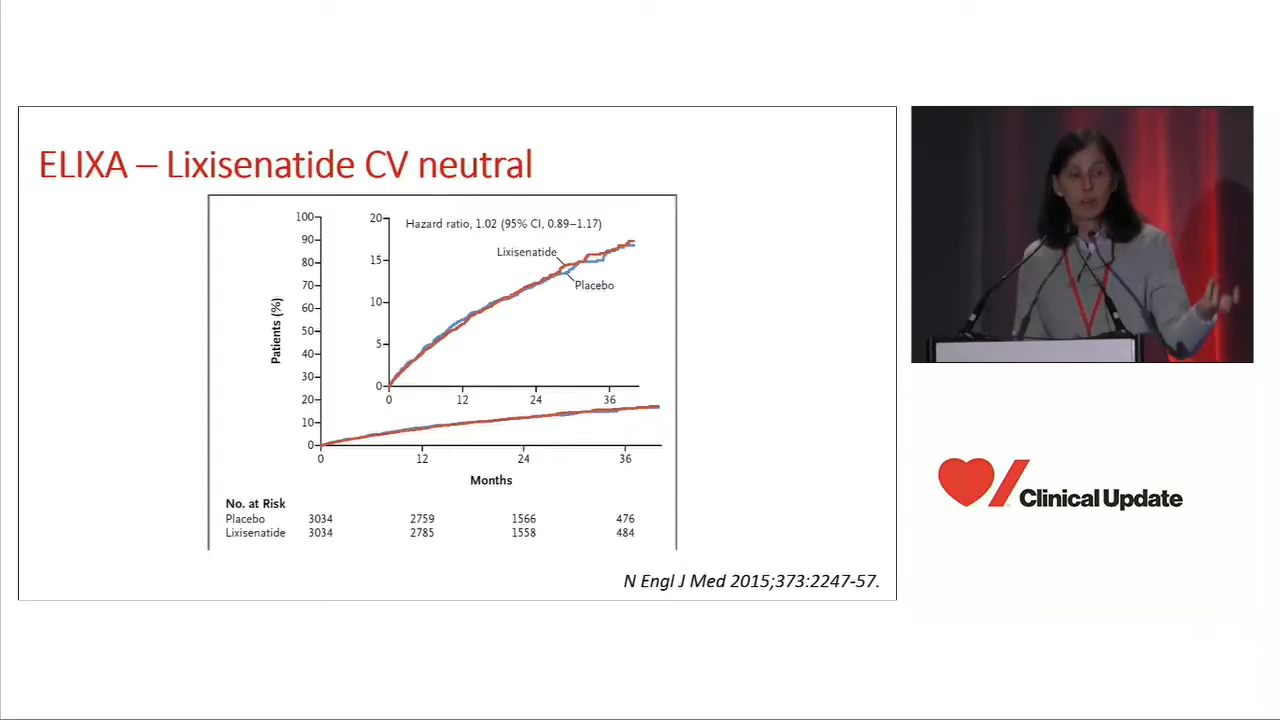 ELIXA – Lixisenatide CV neutral
100
90
80
70
60
50
40
30
20
10
0
Patients (%)
20
15
10
5
0
Hazard ratio, 1.02 (95% CI, 0.89–1.17)
Lixisenatide
Placebo
0 12 24 36
0 12 24 36
Months
No. at Risk
Placebo 3034 2759 1566 476
Lixisenatide 3034 2785 1558 484
N Engl J Med 2015;373:2247-57.
Clinical Update